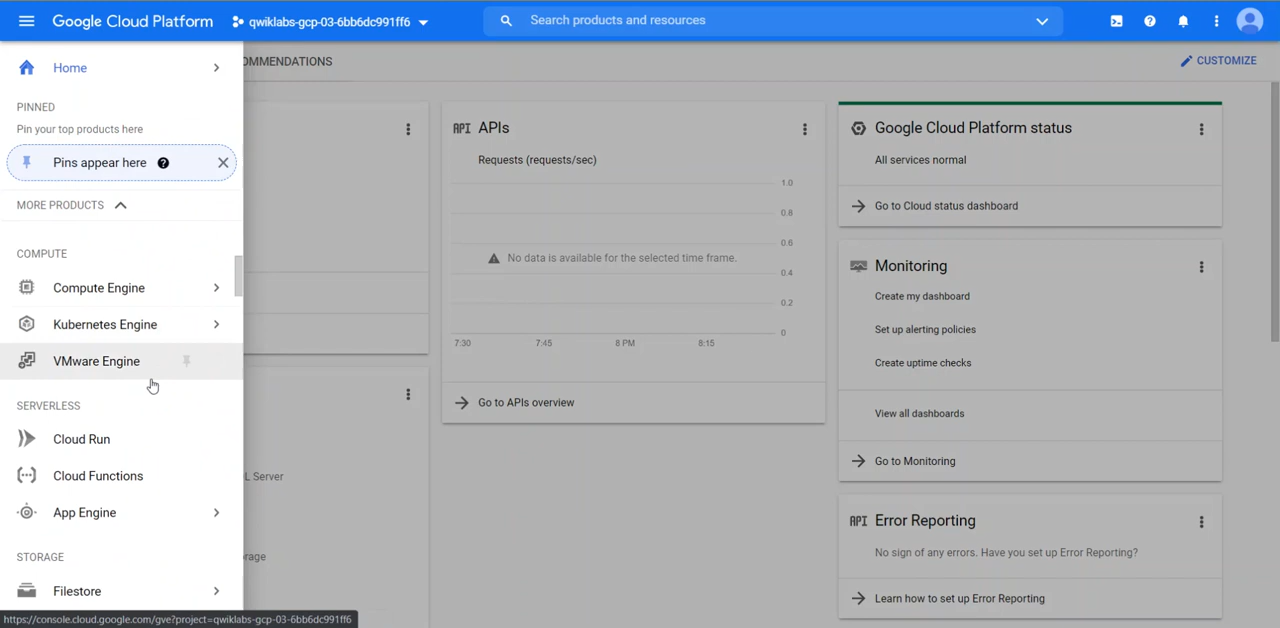 Google Cloud Platform
qwiklabs-gcp-03-6bb6dc991ff6
Search products and resources
Home
PINNED
Pin your top products here
Pins appear here
MORE PRODUCTS
COMPUTE
Compute Engine
Kubernetes Engine
VMware Engine
SERVERLESS
Cloud Run
Cloud Functions
App Engine
STORAGE
Filestore
https://console.cloud.google.com/gve?project=qwiklabs-gcp-03-6bb6dc991ff6
OMMENDATIONS
CUSTOMIZE
L Server
rage
API APIs
Requests (requests/sec)
1.0
0.8
0.6
No data is available for the selected time frame.
0.4
0.2
0
7:30 7:45 8 PM 8:15
Go to APIs overview
Google Cloud Platform status
All services normal
Go to Cloud status dashboard
Monitoring
Create my dashboard
Set up alerting policies
Create uptime checks
View all dashboards
Go to Monitoring
API Error Reporting
No sign of any errors. Have you set up Error Reporting?
Learn how to set up Error Reporting